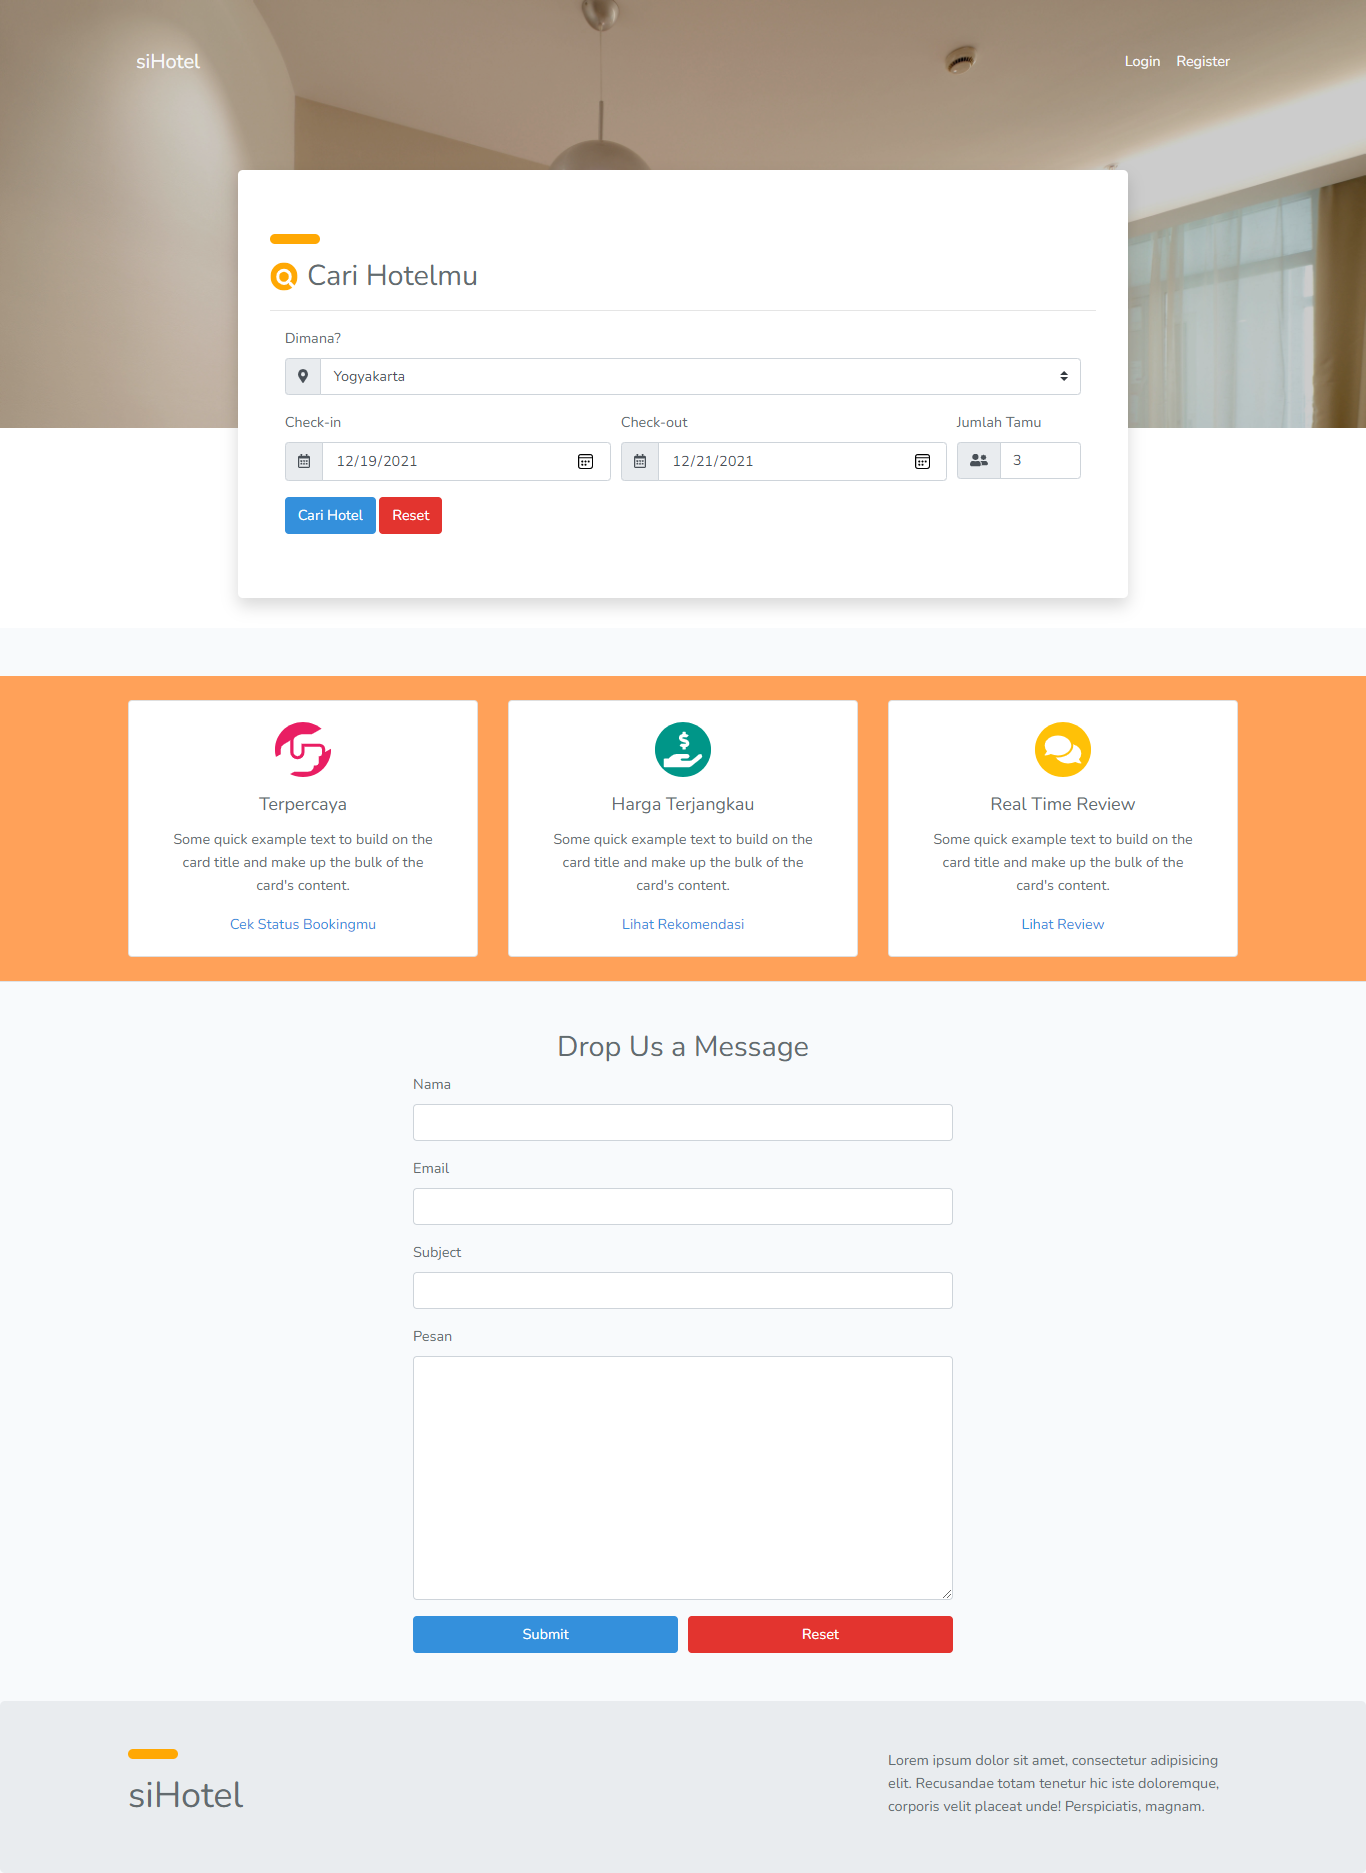 siHotel
Login Register
Cari Hotelmu
Dimana?
Yogyakarta
Check-in Check-out Jumlah Tamu
12/19/2021 12/21/2021 3
Cari Hotel Reset
Terpercaya
Some quick example text to build on the
card title and make up the bulk of the
card's content.
Cek Status Bookingmu
Harga Terjangkau
Some quick example text to build on the
card title and make up the bulk of the
card's content.
Lihat Rekomendasi
Real Time Review
Some quick example text to build on the
card title and make up the bulk of the
card's content.
Lihat Review
Drop Us a Message
Nama
Email
Subject
Pesan
Submit Reset
siHotel
Lorem ipsum dolor sit amet, consectetur adipisicing
elit. Recusandae totam tenetur hic iste doloremque,
corporis velit placeat unde! Perspiciatis, magnam.